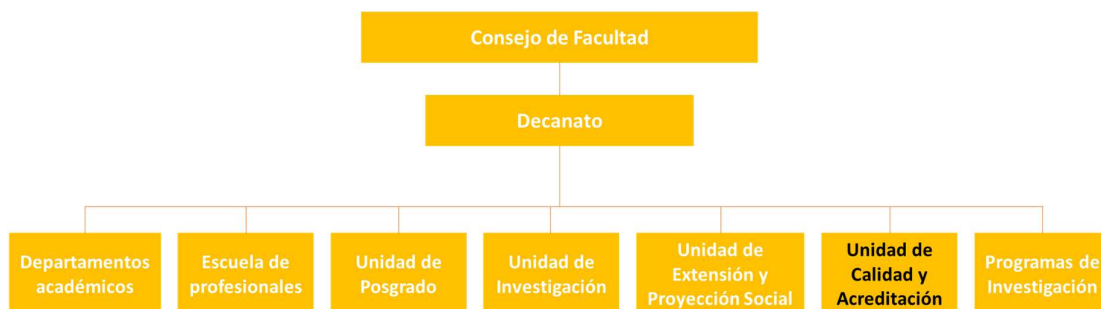 Consejo de Facultad
Decanato
Departamentos
académicos
Escuela de
profesionales
Unidad de
Posgrado
Unidad de
Investigación
Unidad de
Extensión y
Proyección Social
Unidad de
Calidad y
Acreditación
Programas de
Investigación